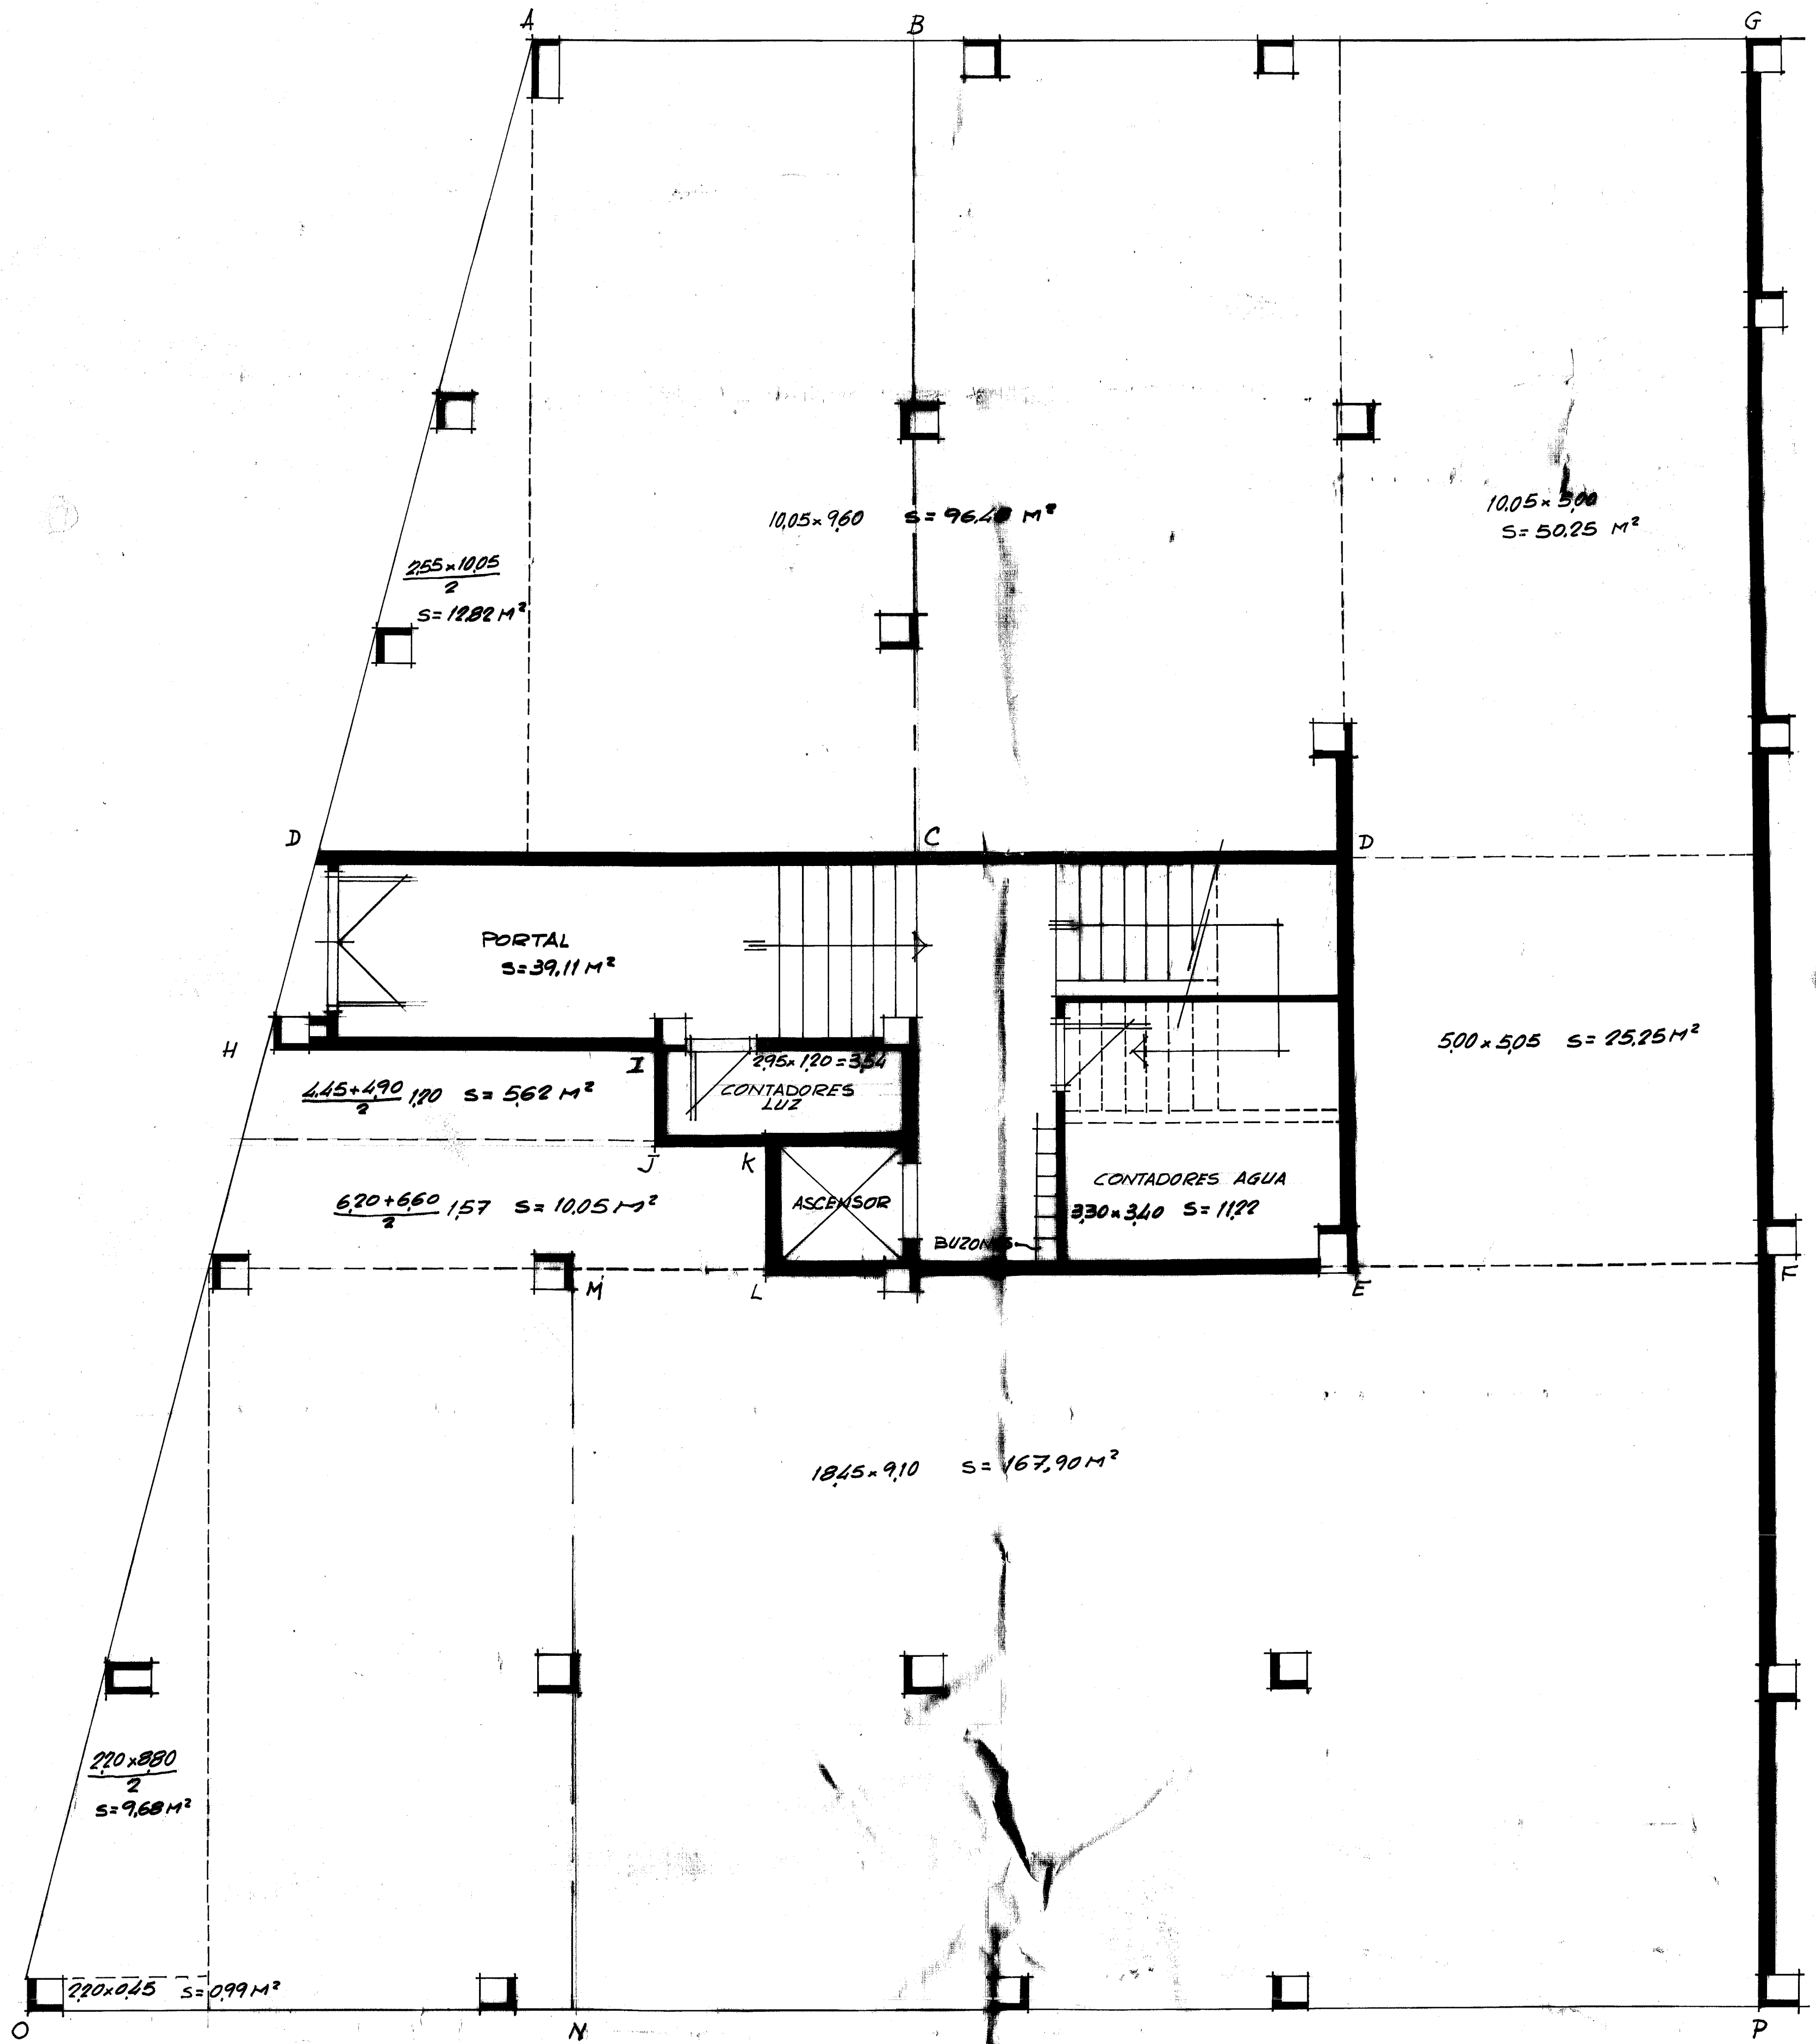 A
B
G
10,05 × 9,60 S = 96,48 M²
10,05 × 5,00
S = 50,25 M²
2,55 × 10,05
2
S = 12,82 M²
D
C
D
PORTAL
S = 39,11 M²
H
I
2,95 × 1,20 = 3,54
CONTADORES
LUZ
4,45 + 4,90
2
1,20 S = 5,62 M²
5,00 × 5,05 S = 25,25 M²
J
K
ASCENSOR
CONTADORES AGUA
3,30 × 3,40 S = 11,22
6,20 + 6,60
2
1,57 S = 10,05 M²
BUZONES
M
L
E
F
18,45 × 9,10 S = 167,90 M²
2,20 × 8,80
2
S = 9,68 M²
2,20 × 0,45 S = 0,99 M²
O
N
P